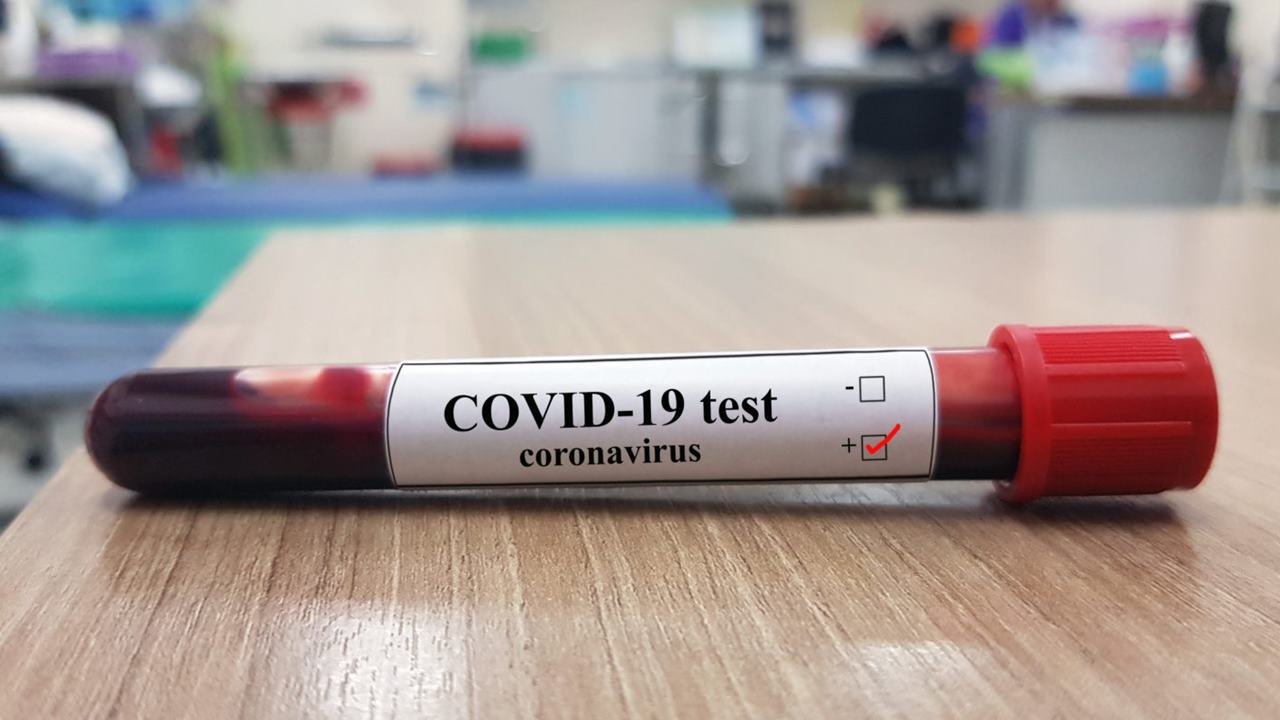 COVID-19 test
coronavirus
-
+